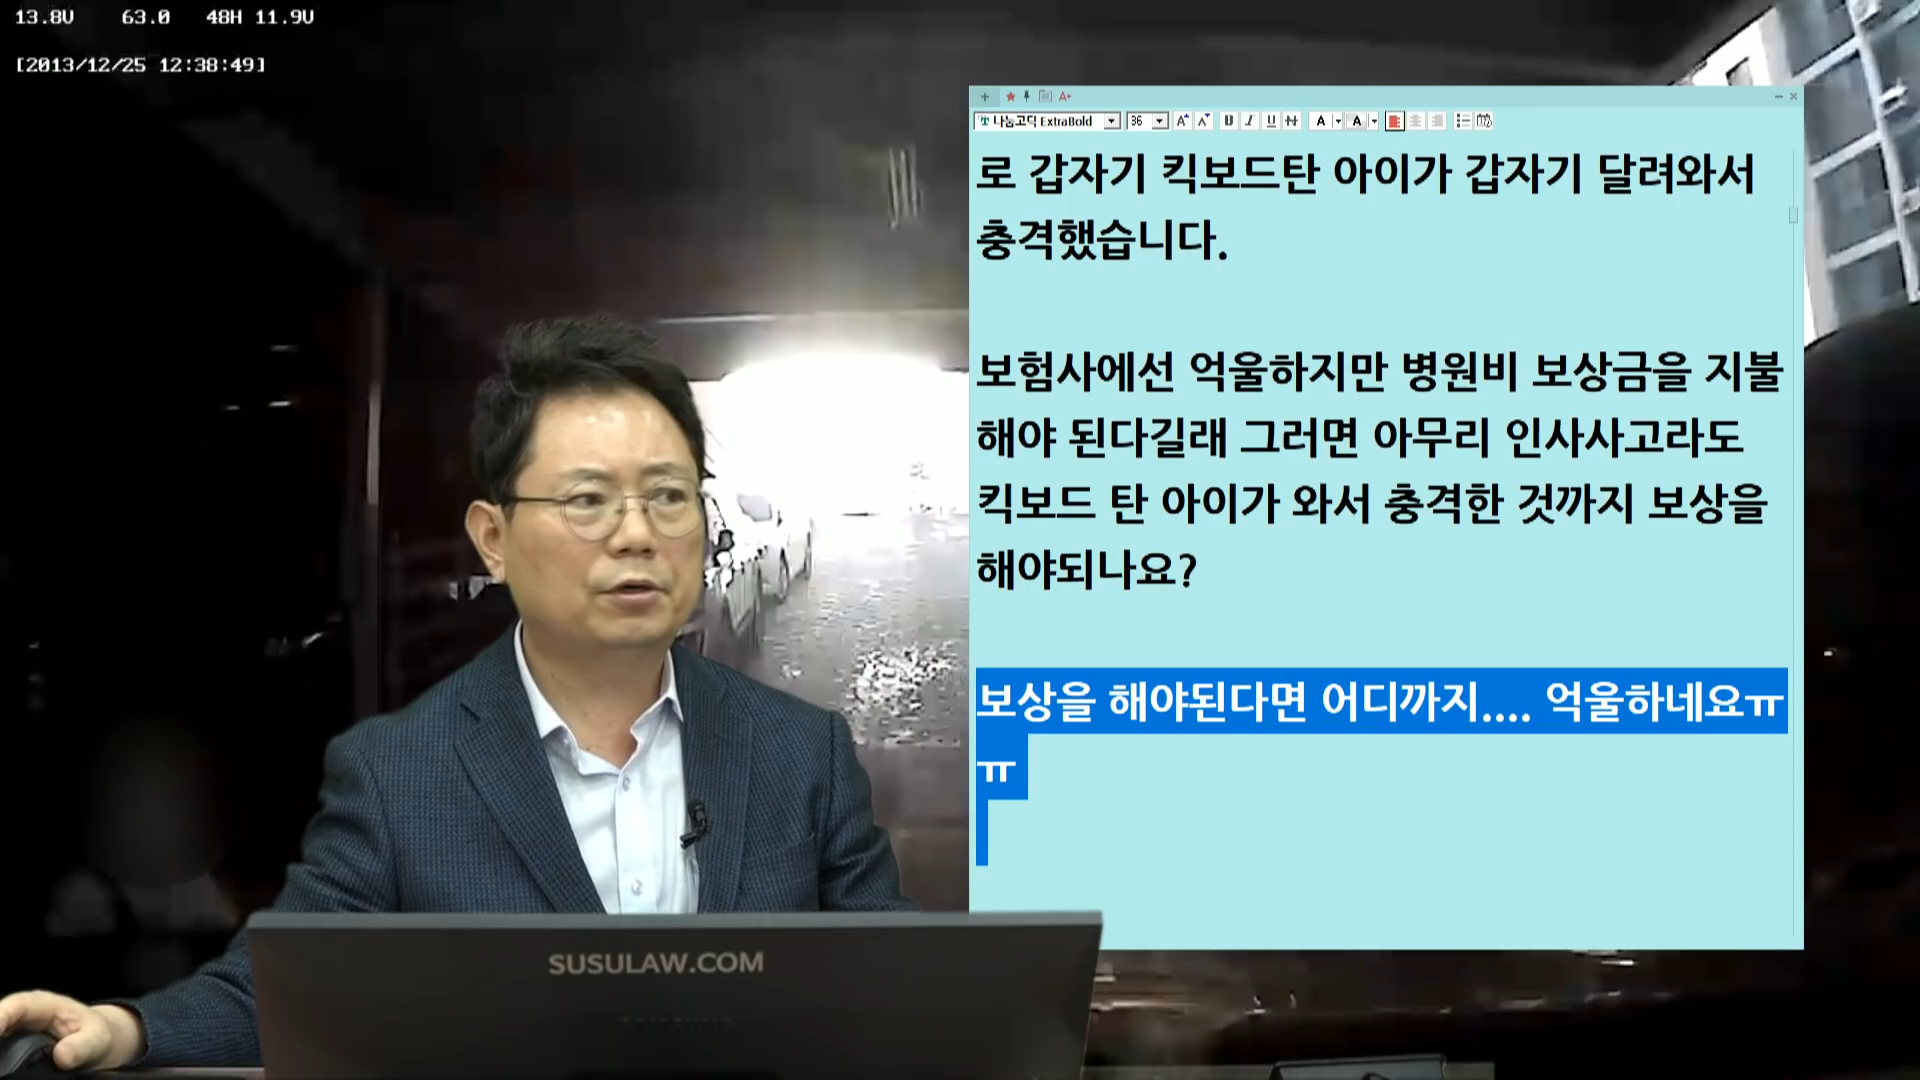 13.8V 63.0 48H 11.9V
[2013/12/25 12:38:49]
나눔고딕 ExtraBold 36
로 갑자기 킥보드탄 아이가 갑자기 달려와서
충격했습니다.
보험사에선 억울하지만 병원비 보상금을 지불
해야 된다길래 그러면 아무리 인사사고라도
킥보드 탄 아이가 와서 충격한 것까지 보상을
해야되나요?
보상을 해야된다면 어디까지.... 억울하네요ㅠ
ㅠ
SUSULAW.COM